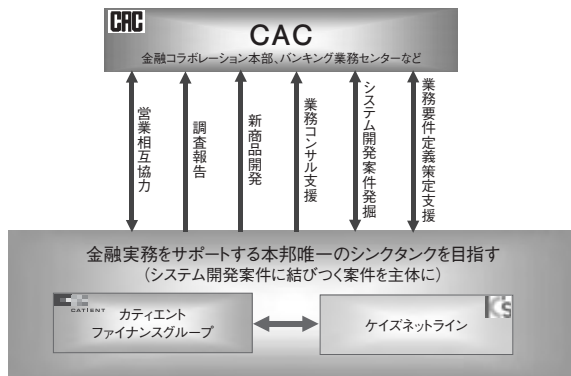 CAC
CAC
金融コラボレーション本部、バンキング業務センターなど
営業相互協力
調査報告
新商品開発
業務コンサル支援
システム開発案件発掘
業務要件定義策定支援
金融実務をサポートする本邦唯一のシンクタンクを目指す
(システム開発案件に結びつく案件を主体に)
CATIENT
カティエント
ファイナンスグループ
ケイズネットライン
KS